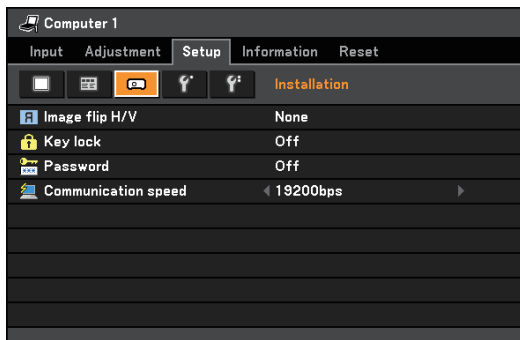 Computer 1
Input Adjustment Setup Information Reset
Installation
Image flip H/V None
Key lock Off
Password Off
Communication speed 19200bps